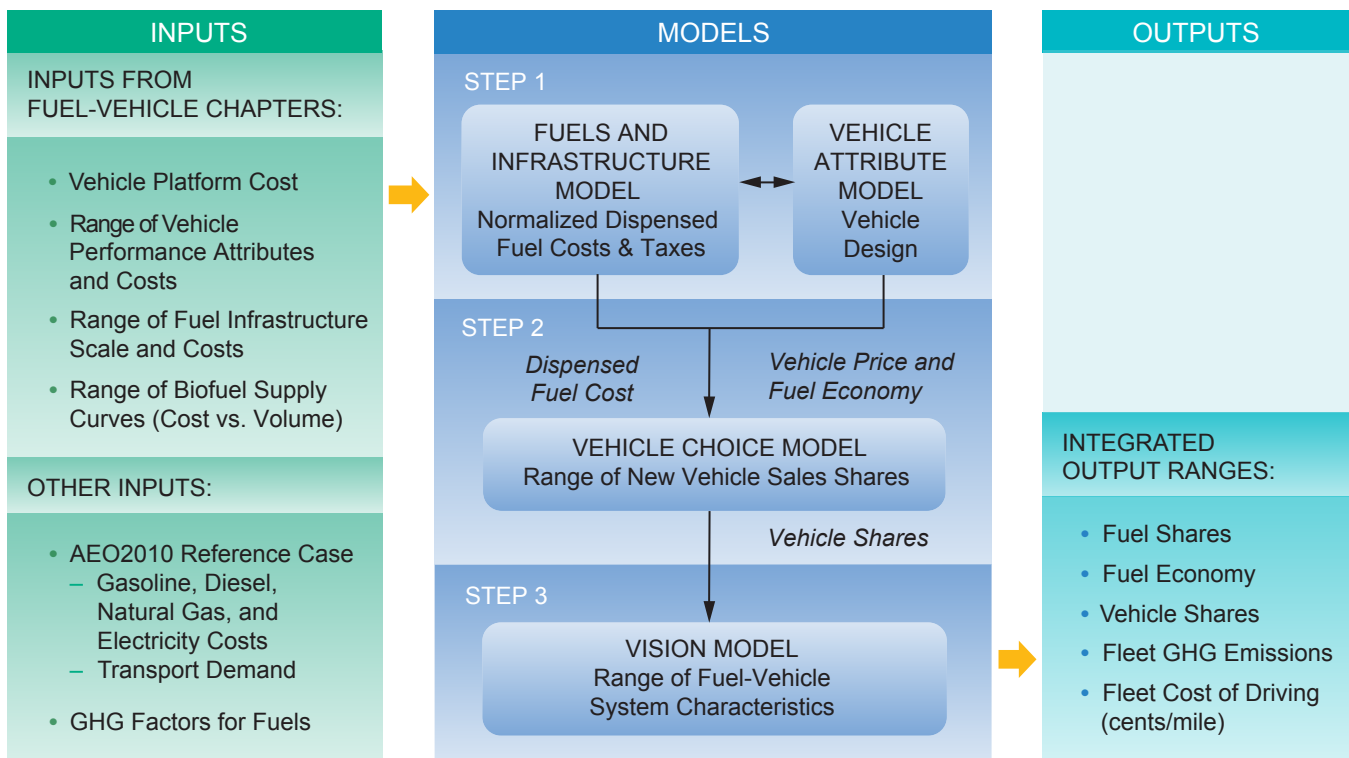 INPUTS
INPUTS FROM
FUEL-VEHICLE CHAPTERS:
• Vehicle Platform Cost
• Range of Vehicle
Performance Attributes
and Costs
• Range of Fuel Infrastructure
Scale and Costs
• Range of Biofuel Supply
Curves (Cost vs. Volume)
OTHER INPUTS:
• AEO2010 Reference Case
– Gasoline, Diesel,
Natural Gas, and
Electricity Costs
– Transport Demand
• GHG Factors for Fuels
MODELS
STEP 1
FUELS AND
INFRASTRUCTURE
MODEL
Normalized Dispensed
Fuel Costs & Taxes
VEHICLE
ATTRIBUTE
MODEL
Vehicle
Design
STEP 2
Dispensed
Fuel Cost
Vehicle Price and
Fuel Economy
VEHICLE CHOICE MODEL
Range of New Vehicle Sales Shares
Vehicle Shares
STEP 3
VISION MODEL
Range of Fuel-Vehicle
System Characteristics
OUTPUTS
INTEGRATED
OUTPUT RANGES:
• Fuel Shares
• Fuel Economy
• Vehicle Shares
• Fleet GHG Emissions
• Fleet Cost of Driving
(cents/mile)